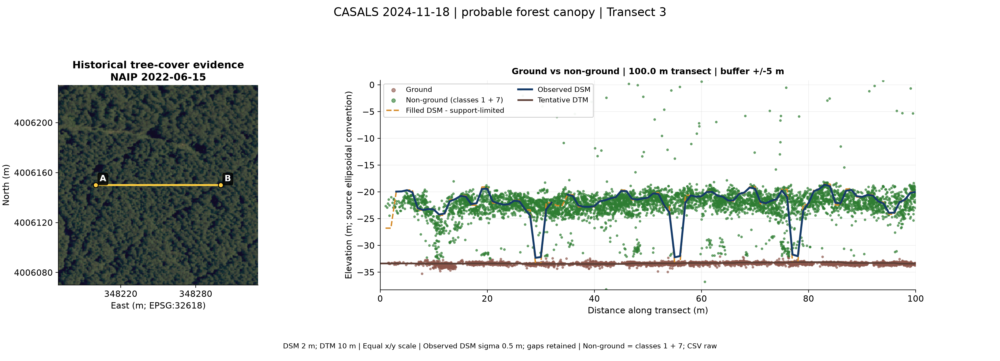 CASALS 2024-11-18 | probable forest canopy | Transect 3
Historical tree-cover evidence
NAIP 2022-06-15
North (m)
4006200
4006160
4006120
4006080
A
B
348220
348280
East (m; EPSG:32618)
Ground vs non-ground | 100.0 m transect | buffer +/-5 m
Elevation (m; source ellipsoidal convention)
0
−5
−10
−15
−20
−25
−30
−35
Ground
Non-ground (classes 1 + 7)
Filled DSM - support-limited
Observed DSM
Tentative DTM
0
20
40
60
80
100
Distance along transect (m)
DSM 2 m; DTM 10 m | Equal x/y scale | Observed DSM sigma 0.5 m; gaps retained | Non-ground = classes 1 + 7; CSV raw